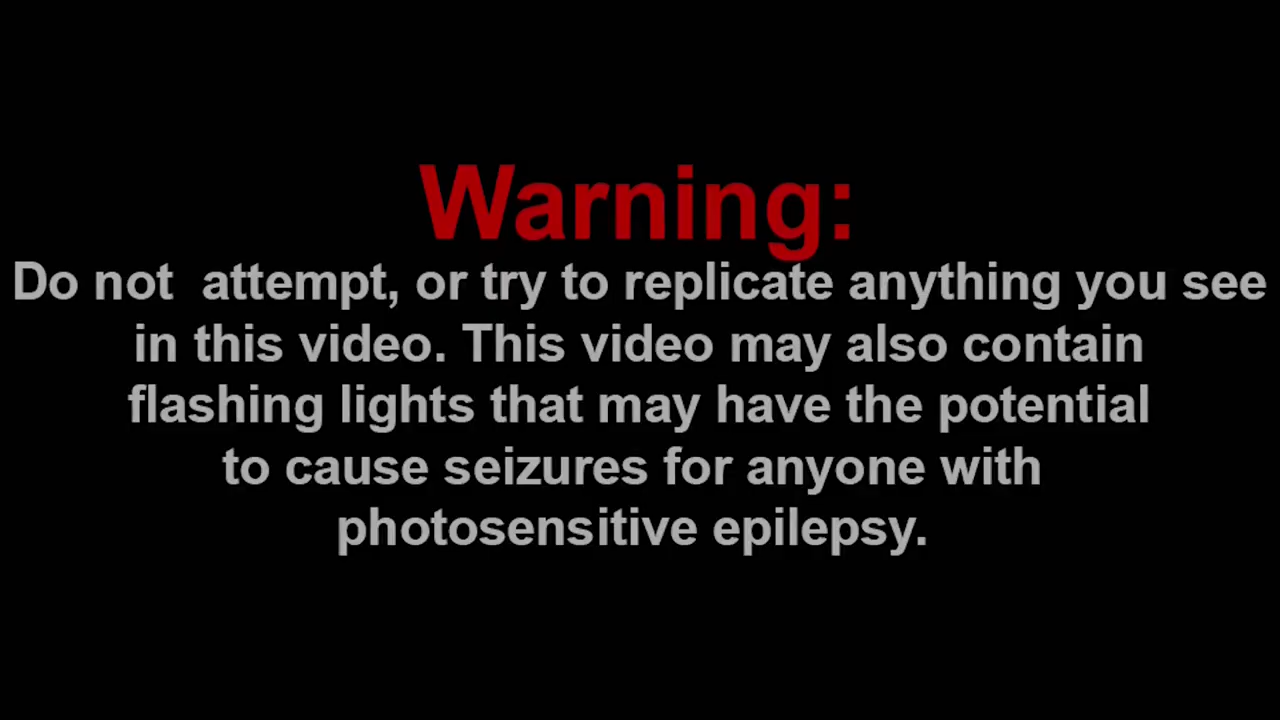 Warning:
Do not  attempt, or try to replicate anything you see
in this video. This video may also contain
flashing lights that may have the potential
to cause seizures for anyone with
photosensitive epilepsy.